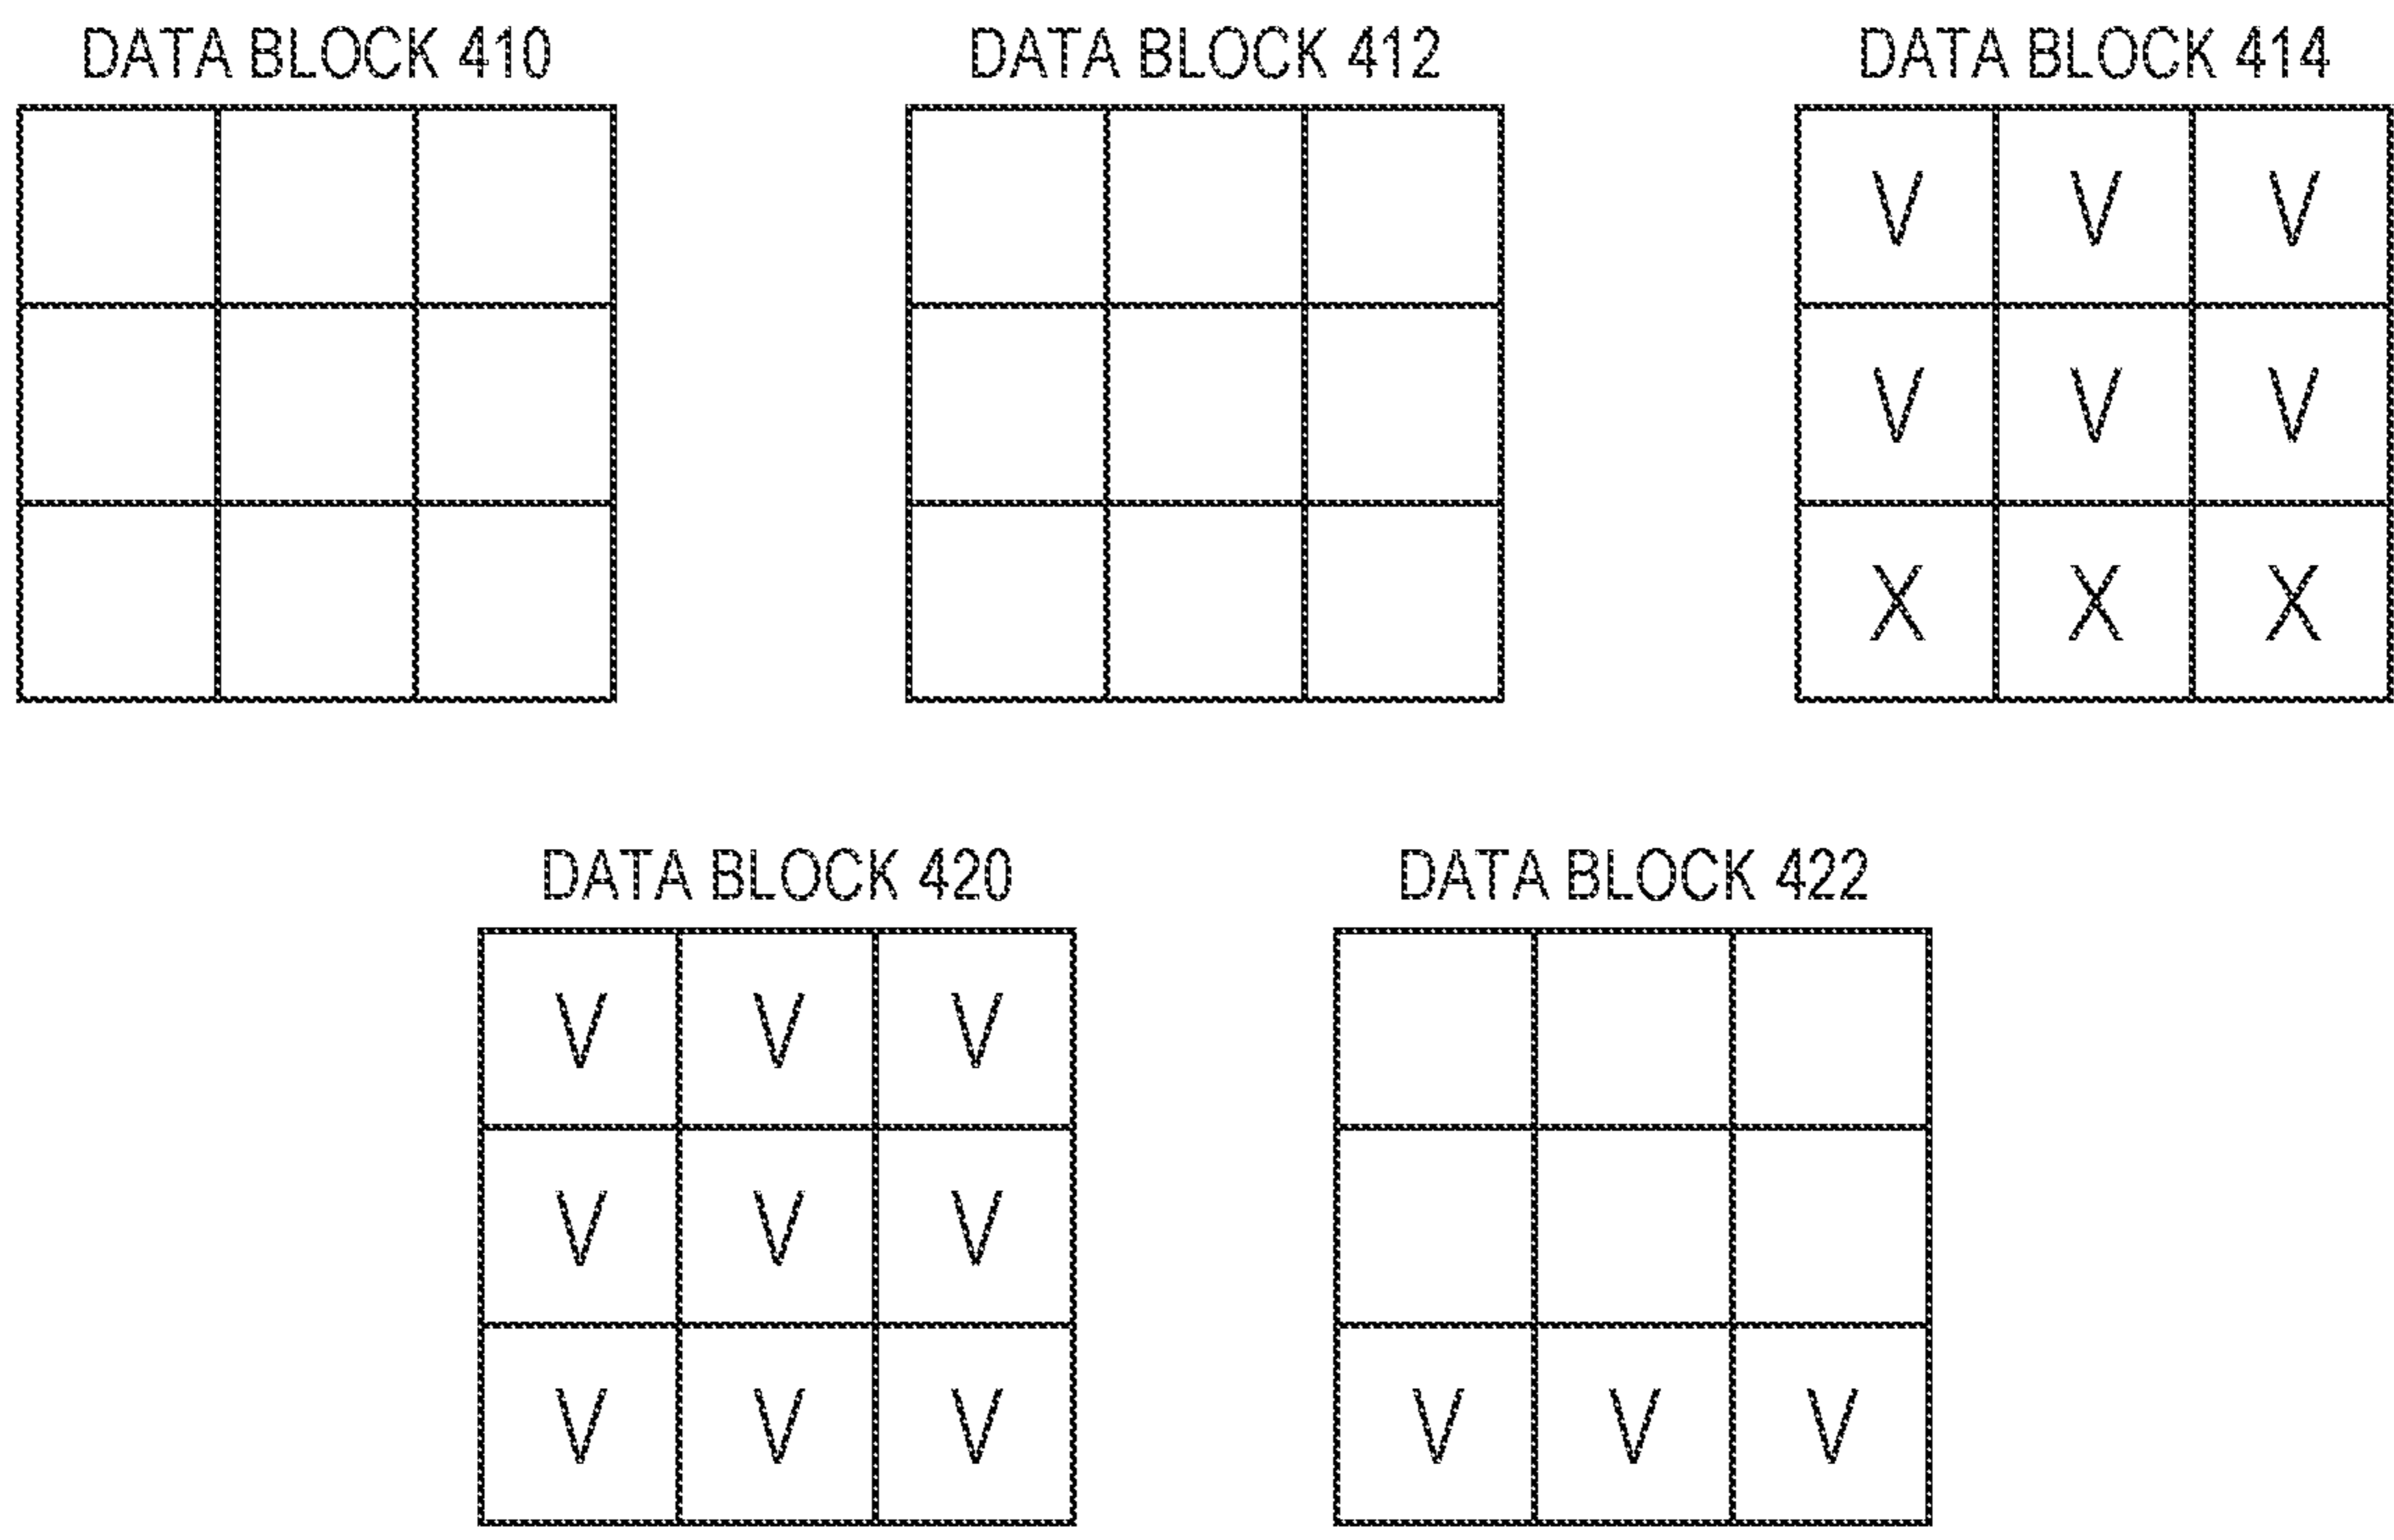 DATA BLOCK 410 DATA BLOCK 412 DATA BLOCK 414
V V V
V V V
X X X
DATA BLOCK 420 DATA BLOCK 422
V V V
V V V
V V V V V V